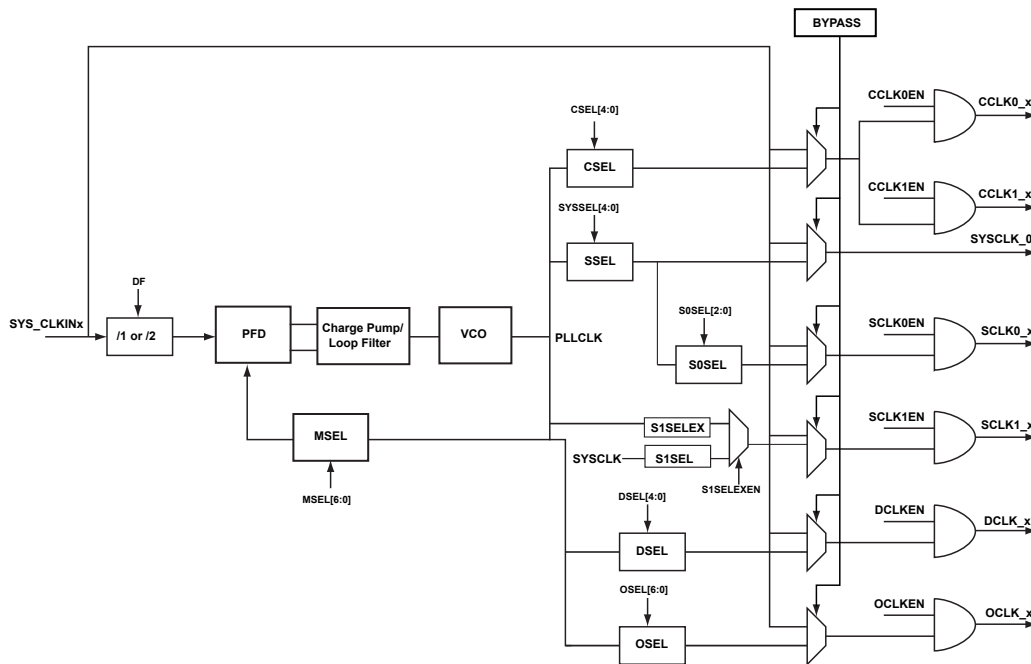 BYPASS
CCLK0EN
CCLK0_x
CSEL[4:0]
CSEL
CCLK1EN
CCLK1_x
SYSSEL[4:0]
SYSCLK_0
SSEL
DF
SYS_CLKINx
/1 or /2
PFD
Charge Pump/
Loop Filter
VCO
PLLCLK
S0SEL[2:0]
S0SEL
SCLK0EN
SCLK0_x
MSEL
MSEL[6:0]
S1SELEX
SYSCLK
S1SEL
S1SELEXEN
SCLK1EN
SCLK1_x
DSEL[4:0]
DSEL
DCLKEN
DCLK_x
OSEL[6:0]
OSEL
OCLKEN
OCLK_x